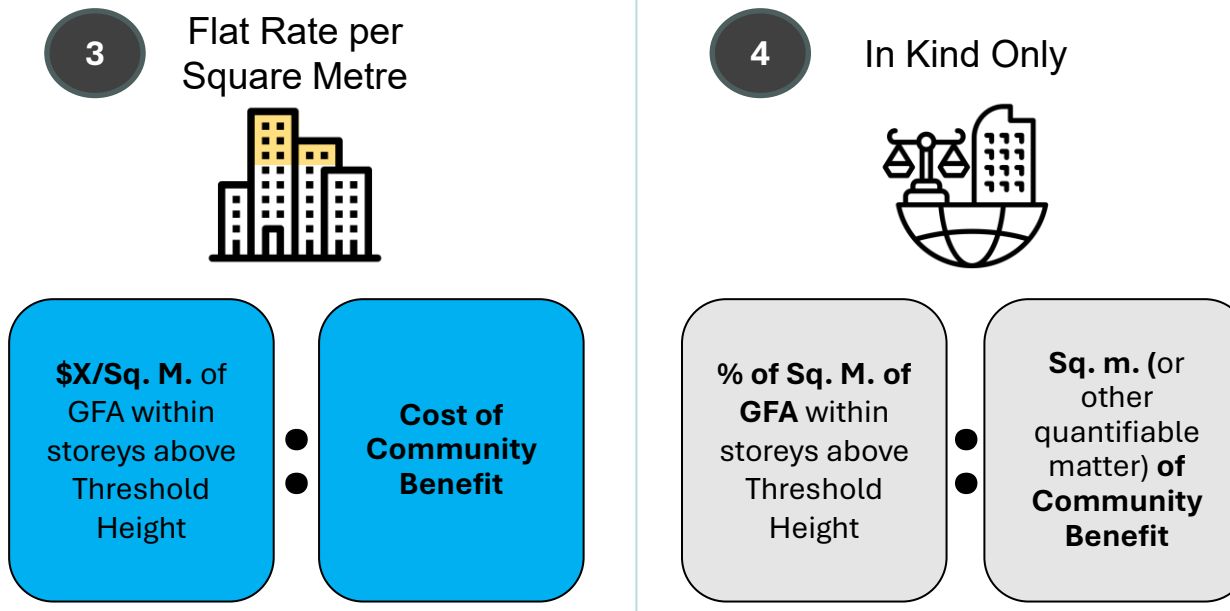 3
Flat Rate per
Square Metre
$X/Sq. M. of
GFA within
storeys above
Threshold
Height
:
Cost of
Community
Benefit
4
In Kind Only
% of Sq. M. of
GFA within
storeys above
Threshold
Height
:
Sq. m. (or
other
quantifiable
matter) of
Community
Benefit